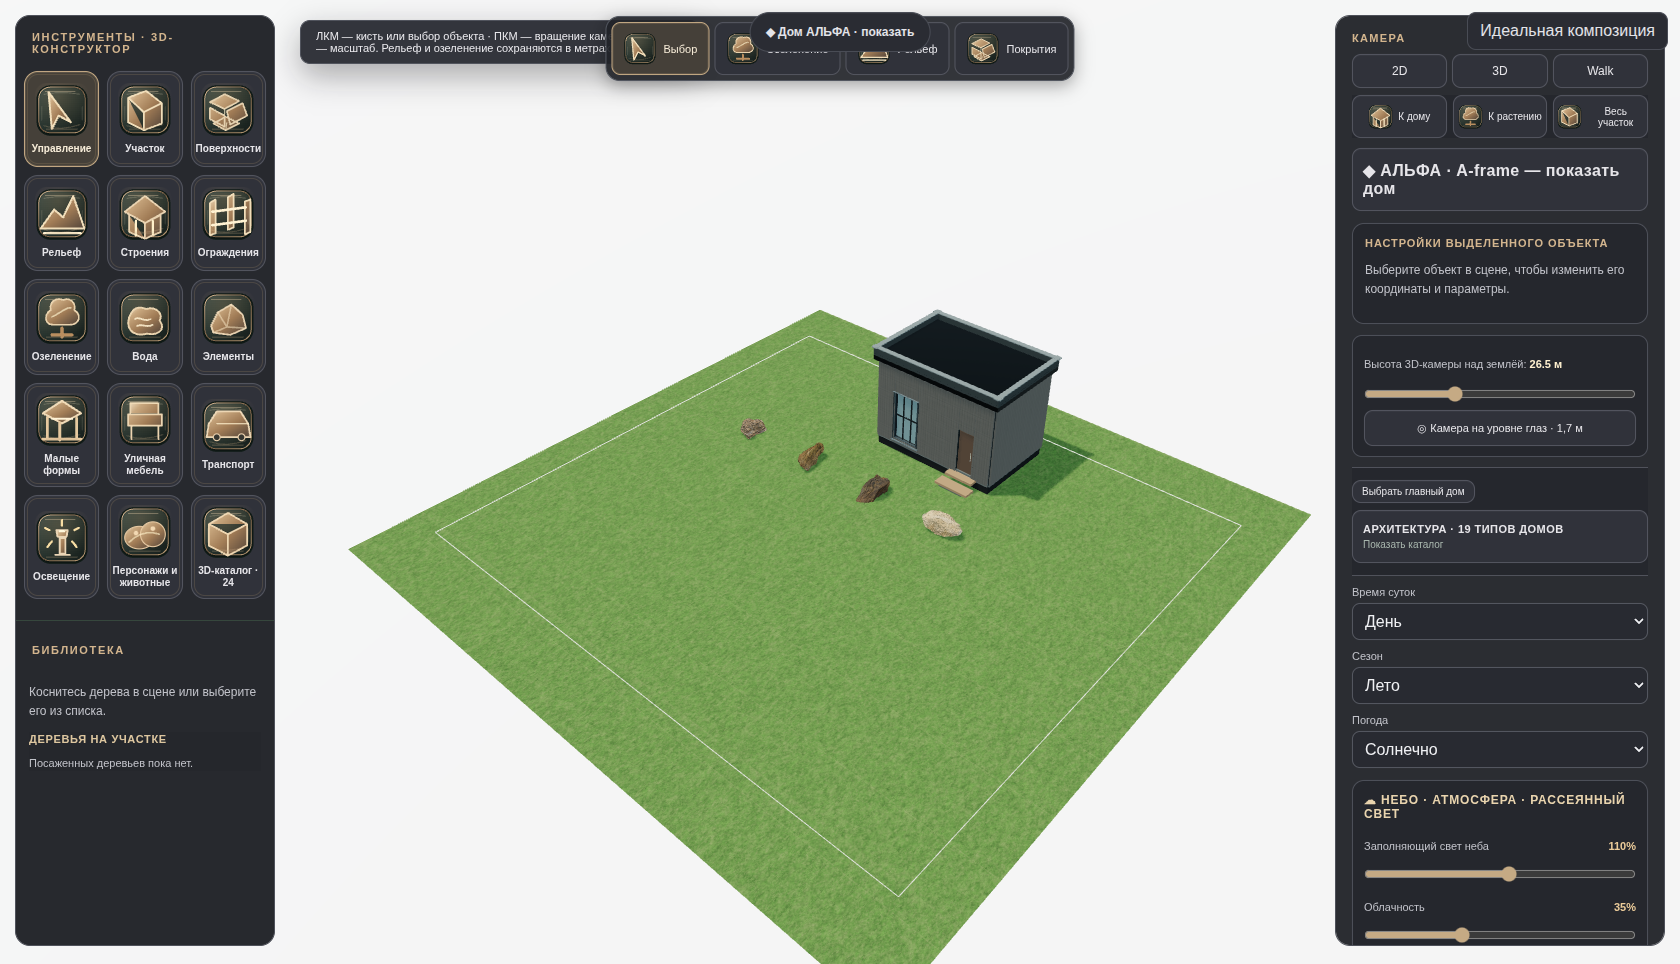 ИНСТРУМЕНТЫ · 3D-
КОНСТРУКТОР
Управление
Участок
Поверхности
Рельеф
Строения
Ограждения
Озеленение
Вода
Элементы
Малые
формы
Уличная
мебель
Транспорт
Освещение
Персонажи и
животные
3D-каталог ·
24
БИБЛИОТЕКА
Коснитесь дерева в сцене или выберите
его из списка.
ДЕРЕВЬЯ НА УЧАСТКЕ
Посаженных деревьев пока нет.
ЛКМ — кисть или выбор объекта · ПКМ — вращение
— масштаб. Рельеф и озеленение сохраняются в
Выбор
◆ Дом АЛЬФА · показать
Покрытия
Идеальная композиция
КАМЕРА
2D
3D
Walk
К дому
К растению
Весь
участок
◆ АЛЬФА · A-frame — показать
дом
НАСТРОЙКИ ВЫДЕЛЕННОГО ОБЪЕКТА
Выберите объект в сцене, чтобы изменить его
координаты и параметры.
Высота 3D-камеры над землёй: 26.5 м
◎ Камера на уровне глаз · 1,7 м
Выбрать главный дом
АРХИТЕКТУРА · 19 ТИПОВ ДОМОВ
Показать каталог
Время суток
День
Сезон
Лето
Погода
Солнечно
☁ НЕБО · АТМОСФЕРА · РАССЕЯННЫЙ
СВЕТ
Заполняющий свет неба
110%
Облачность
35%